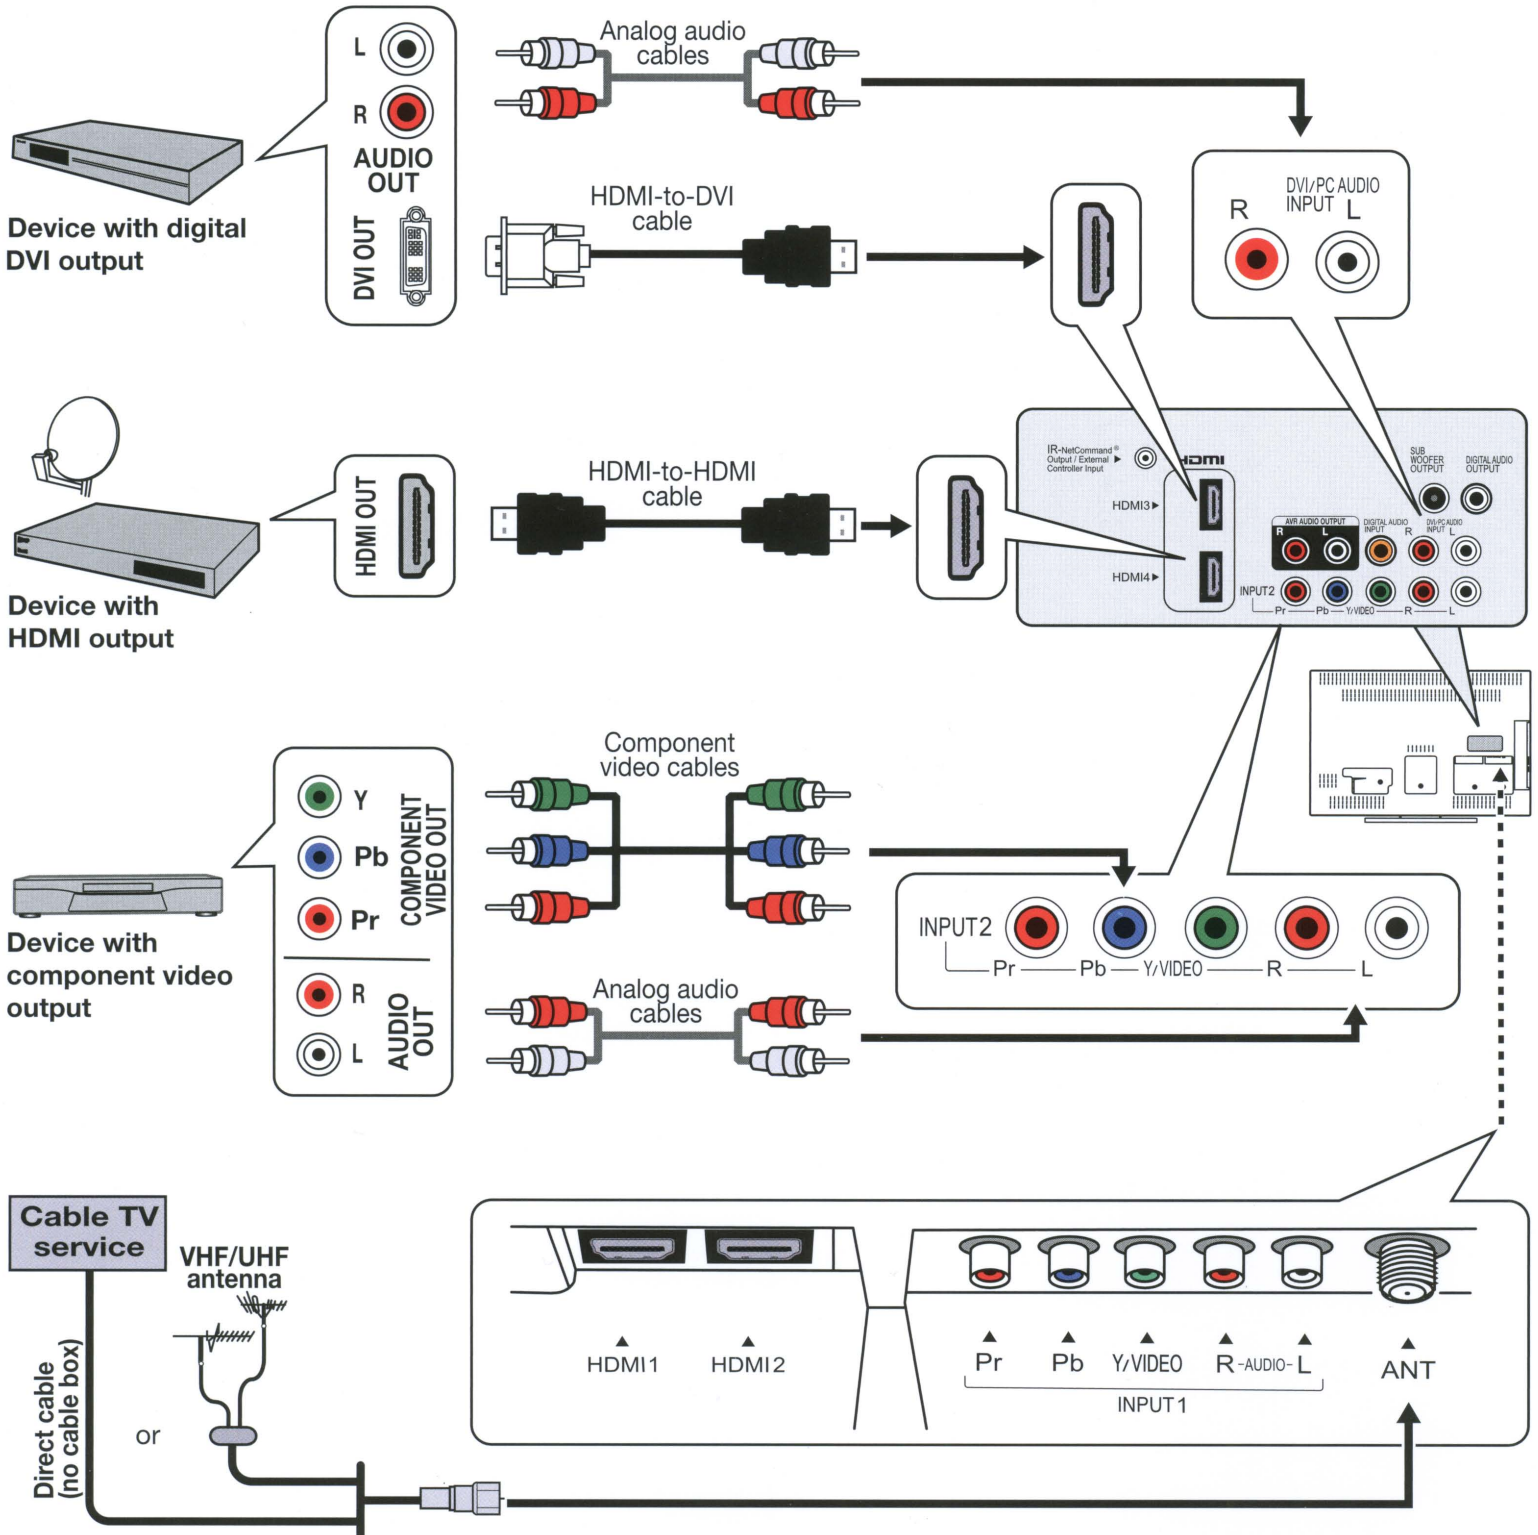 Analog audio
cables
L
R
AUDIO
OUT
DVI OUT
Device with digital
DVI output
HDMI-to-DVI
cable
DVI/PC AUDIO
INPUT
R
L
HDMI-to-HDMI
cable
HDMI OUT
Device with
HDMI output
IR-NetCommand®
Output / External ▶
Controller Input
HDMI
HDMI3▶
HDMI4▶
SUB
WOOFER
OUTPUT
DIGITAL AUDIO
OUTPUT
AVR AUDIO OUTPUT
R L
DIGITAL AUDIO
INPUT
DVI/PC AUDIO
INPUT
R L
INPUT2
Pr Pb Y/VIDEO R L
Component
video cables
Y
Pb
Pr
COMPONENT
VIDEO OUT
R
L
AUDIO
OUT
Device with
component video
output
Analog audio
cables
INPUT2
Pr Pb Y/VIDEO R L
Cable TV
service
VHF/UHF
antenna
Direct cable
(no cable box)
or
HDMI1 HDMI2
Pr Pb Y/VIDEO R-AUDIO-L
INPUT1
ANT